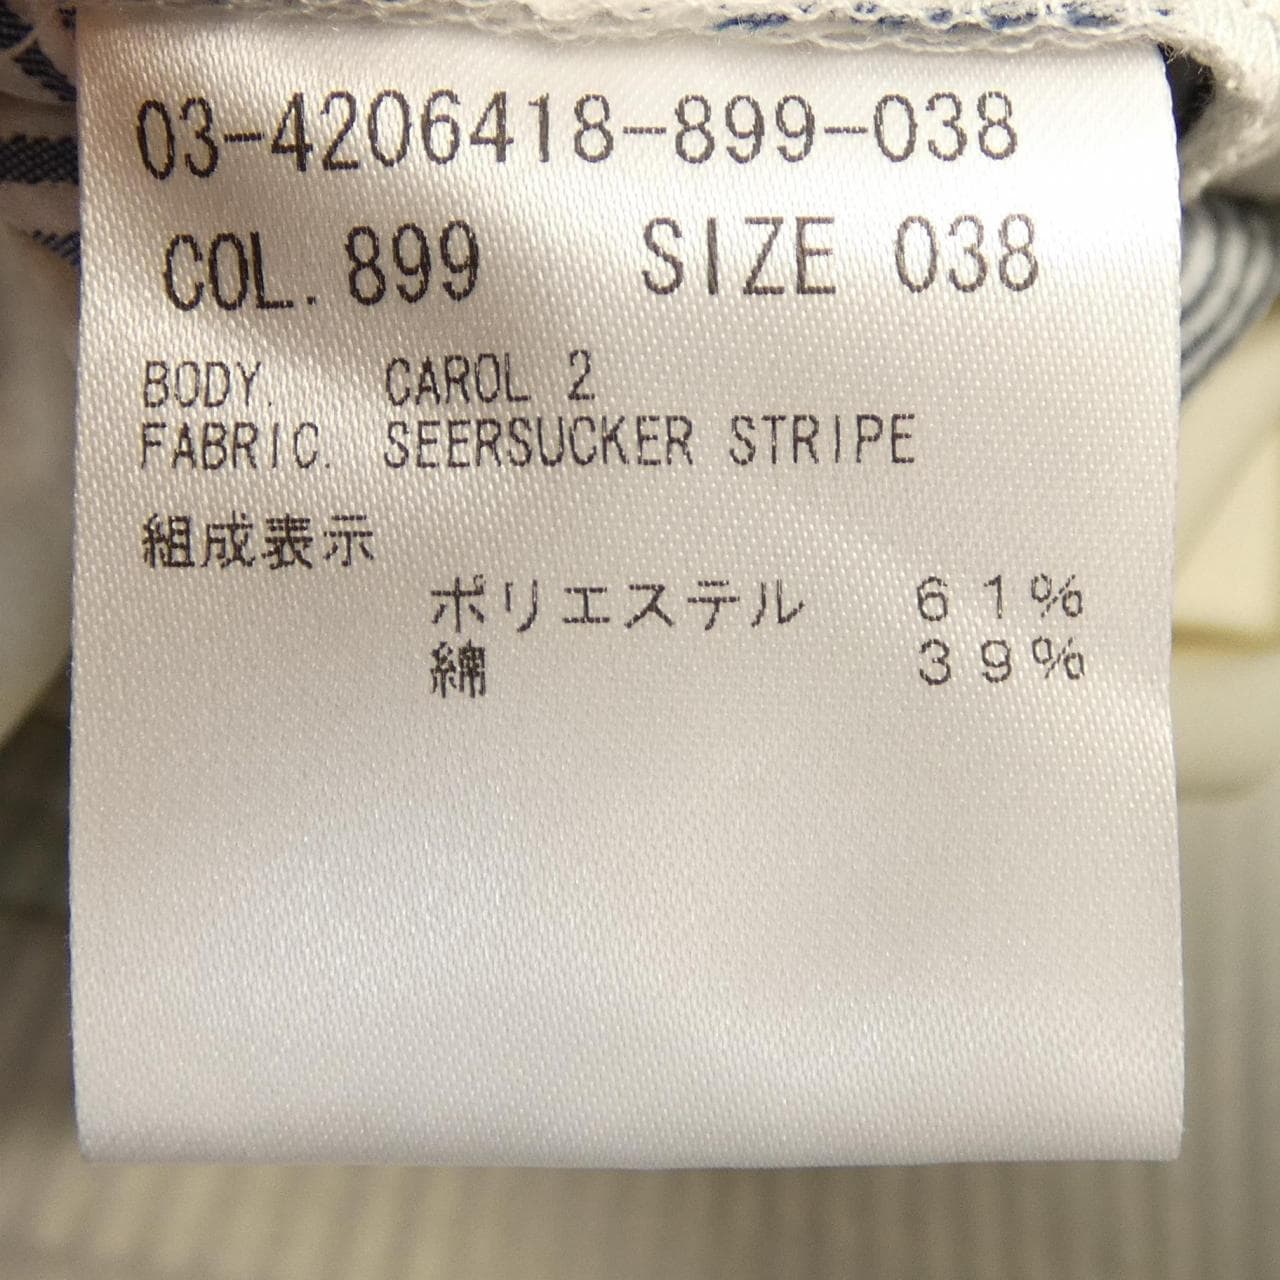 03-4206418-899-038
COL. 899 SIZE 038
BODY. CAROL 2
FABRIC. SEERSUCKER STRIPE
組成表示
ポリエステル 61%
綿 39%